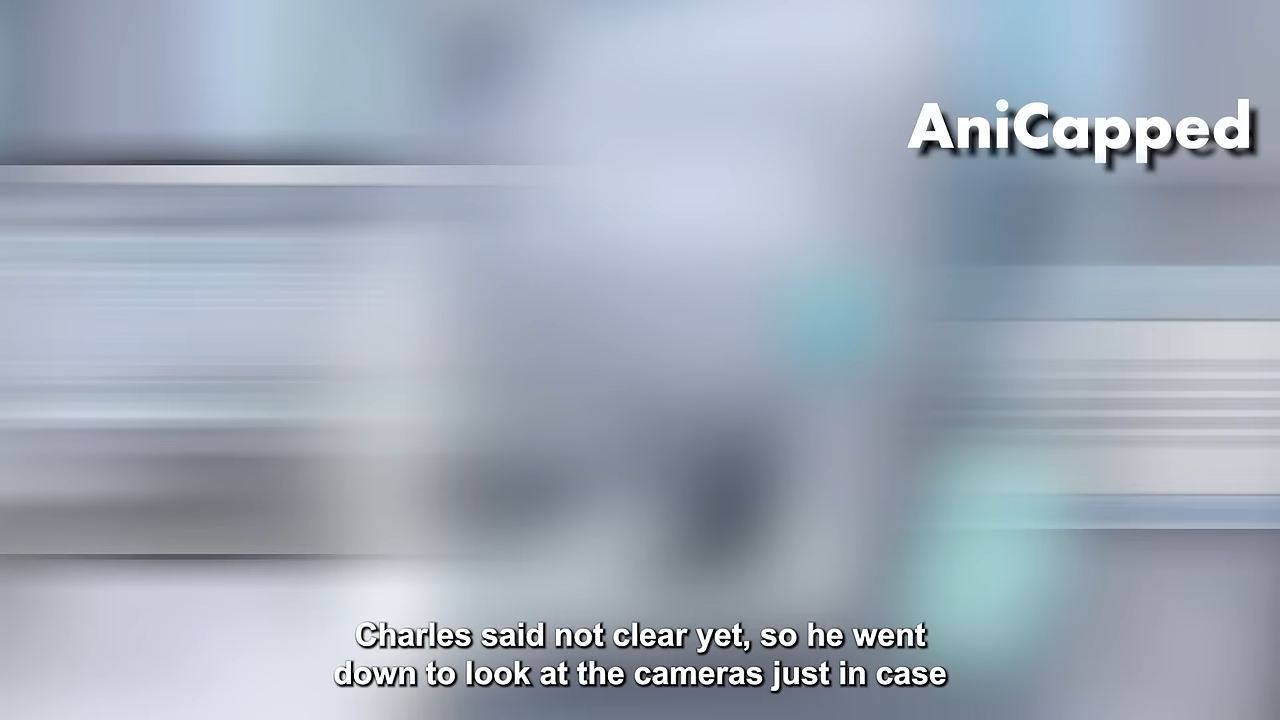 AniCapped
Charles said not clear yet, so he went
down to look at the cameras just in case